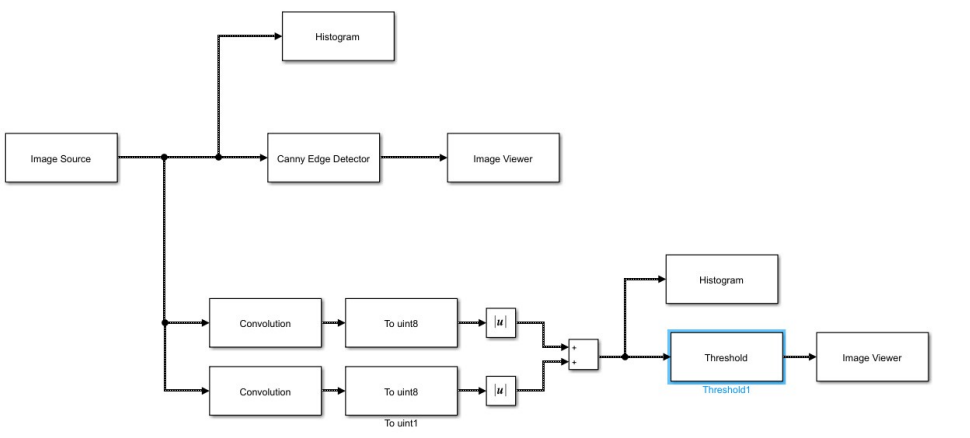 Histogram
Image Source
Canny Edge Detector
Image Viewer
Histogram
Convolution
To uint8
|u|
+
+
Threshold
Image Viewer
Threshold1
Convolution
To uint8
|u|
To uint1